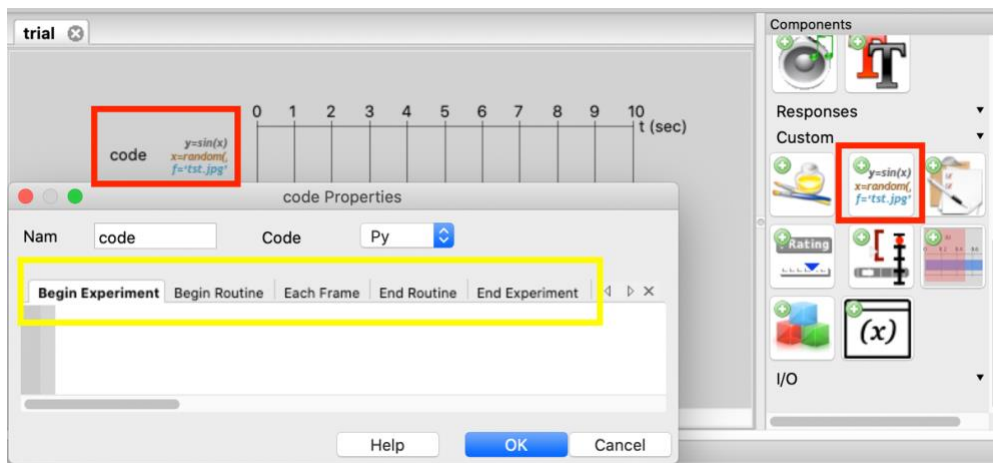 trial
0 1 2 3 4 5 6 7 8 9 10
t (sec)
code
y=sin(x)
x=random(,
f='tst.jpg'
code Properties
Nam code Code Py
Begin Experiment Begin Routine Each Frame End Routine End Experiment
Help OK Cancel
Components
T
Responses
Custom
y=sin(x)
x=random(,
f='tst.jpg'
Rating
(x)
I/O